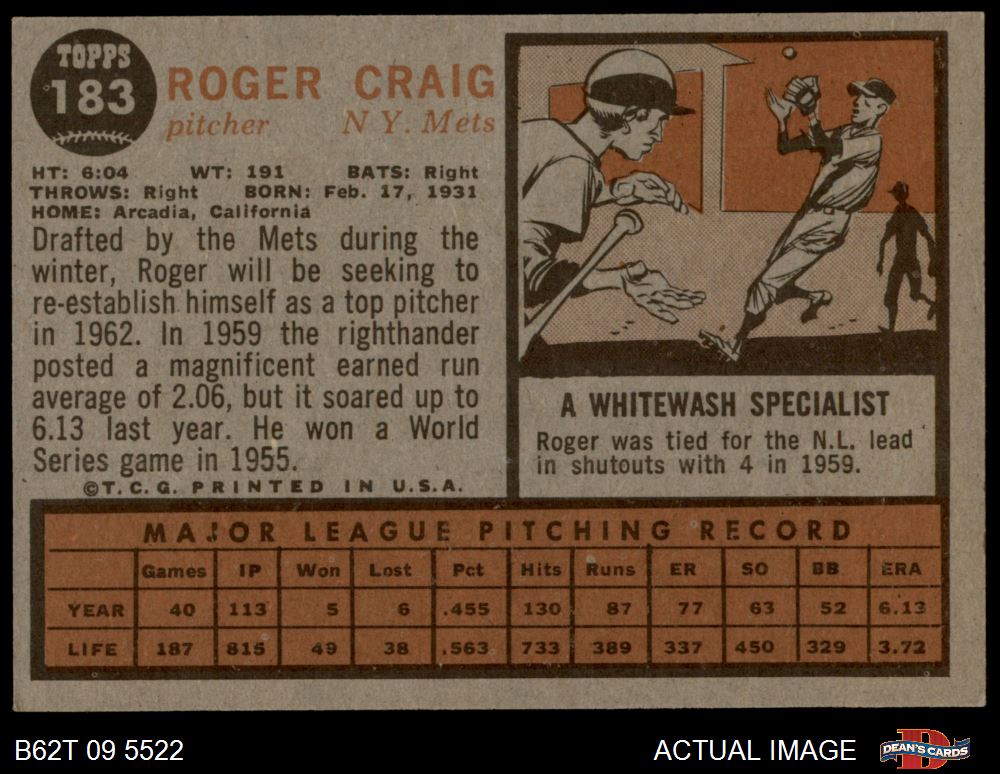 TOPPS
183
ROGER CRAIG
pitcher N Y. Mets
HT: 6:04 WT: 191 BATS: Right
THROWS: Right BORN: Feb. 17, 1931
HOME: Arcadia, California
Drafted by the Mets during the
winter, Roger will be seeking to
re-establish himself as a top pitcher
in 1962. In 1959 the righthander
posted a magnificent earned run
average of 2.06, but it soared up to
6.13 last year. He won a World
Series game in 1955.
©T.C.G. PRINTED IN U.S.A.
A WHITEWASH SPECIALIST
Roger was tied for the N.L. lead
in shutouts with 4 in 1959.
MAJOR LEAGUE PITCHING RECORD
Games IP Won Lost Pct Hits Runs ER SO BB ERA
YEAR 40 113 5 6 .455 130 87 77 63 52 6.13
LIFE 187 815 49 38 .563 733 389 337 450 329 3.72
B62T 09 5522 ACTUAL IMAGE DEAN'S CARDS